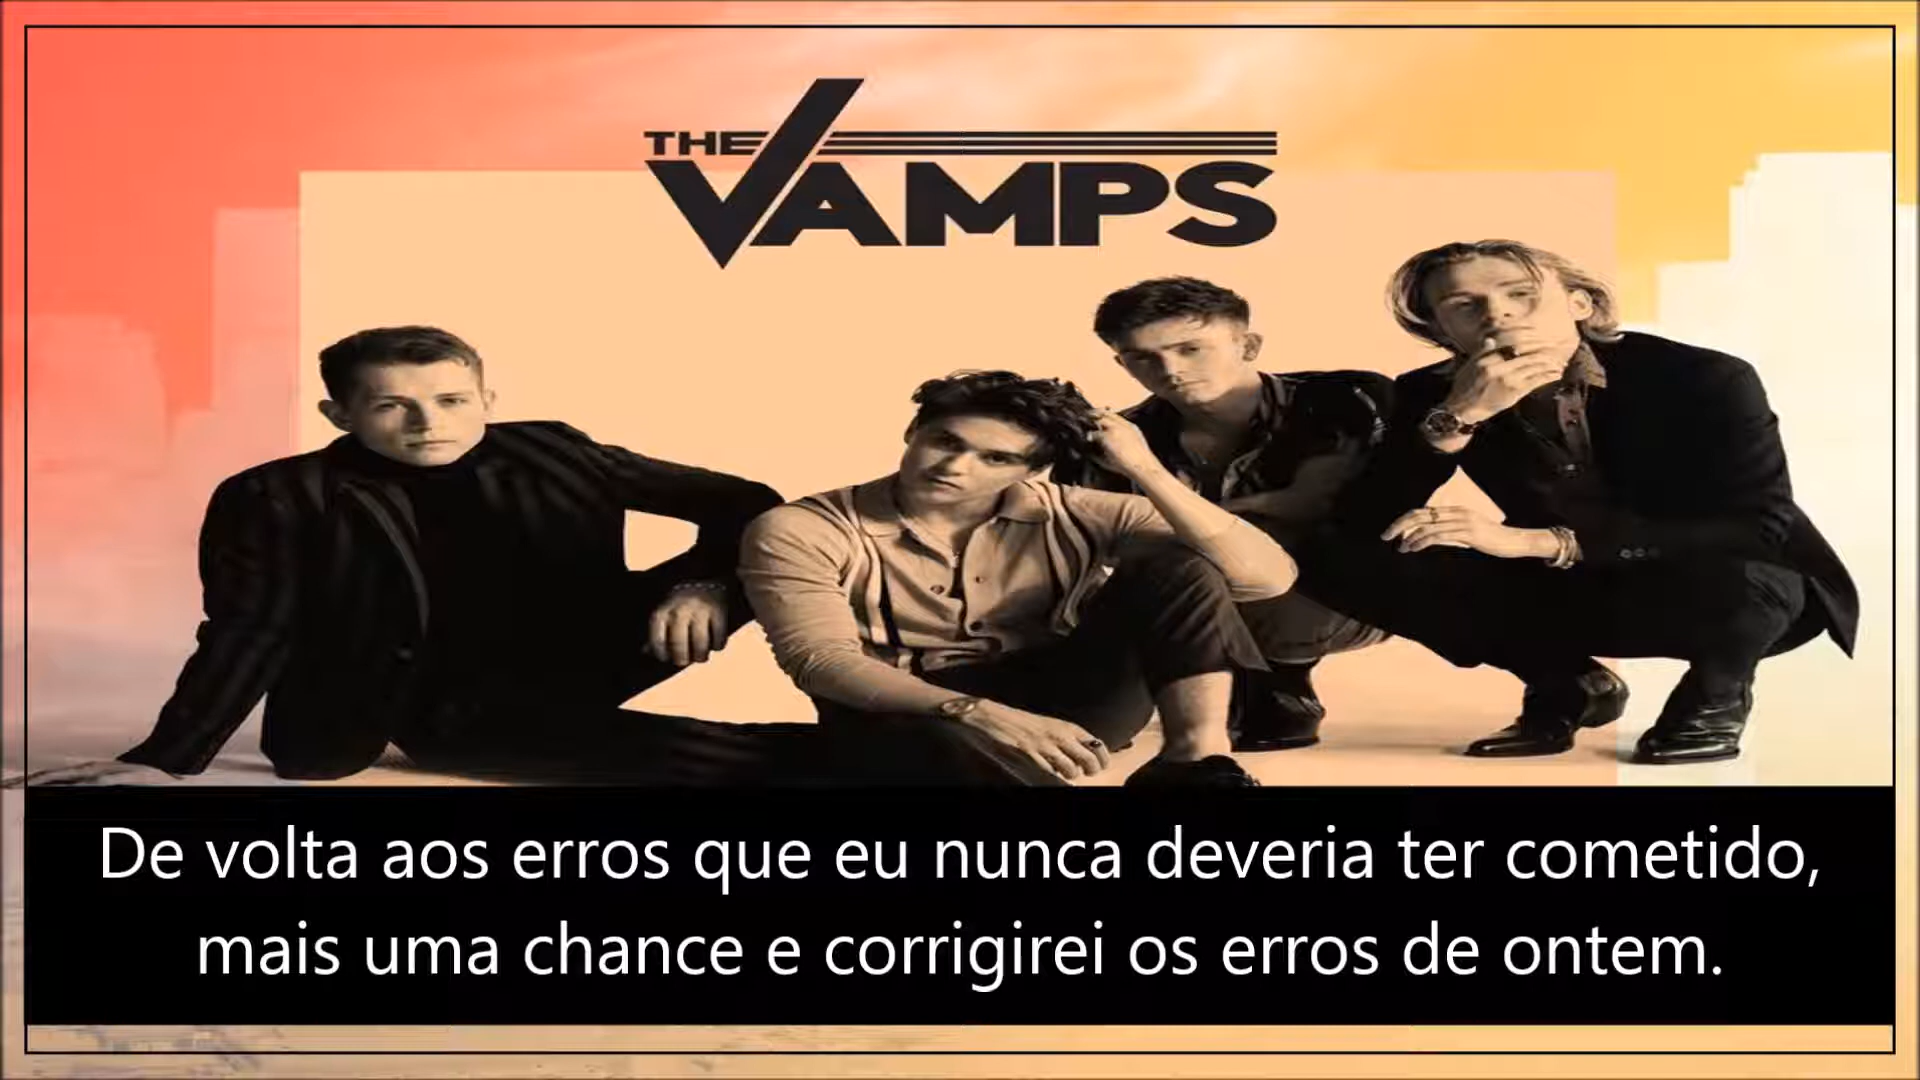 THE
VAMPS
De volta aos erros que eu nunca deveria ter cometido,
mais uma chance e corrigirei os erros de ontem.